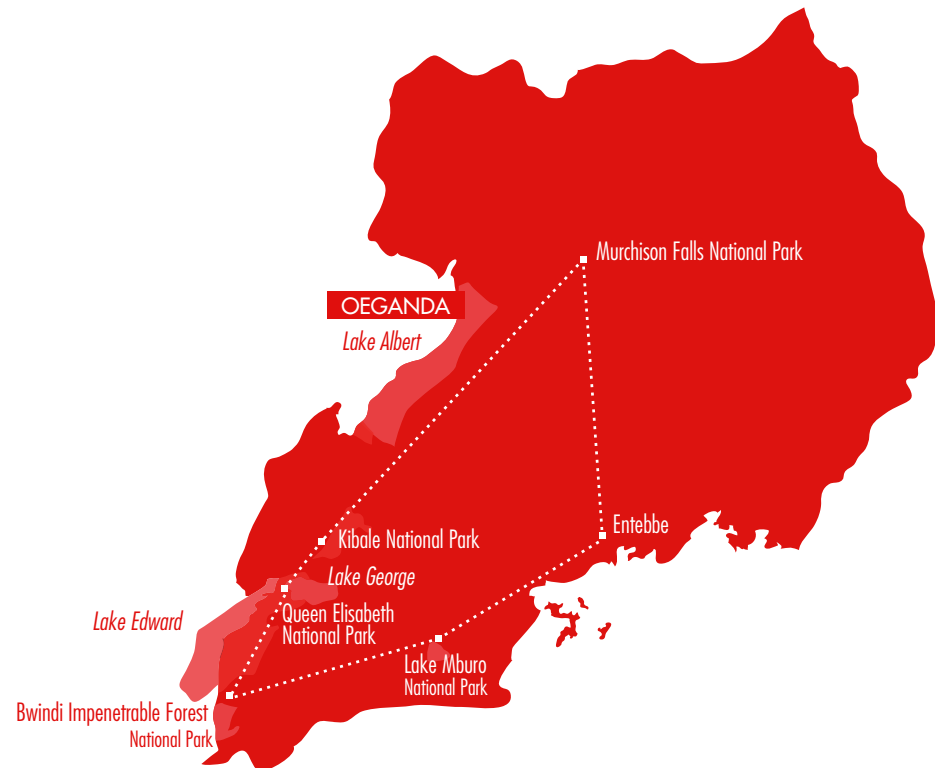 Murchison Falls National Park
OEGANDA
Lake Albert
Entebbe
Kibale National Park
Lake George
Queen Elisabeth
National Park
Lake Edward
Lake Mburo
National Park
Bwindi Impenetrable Forest
National Park